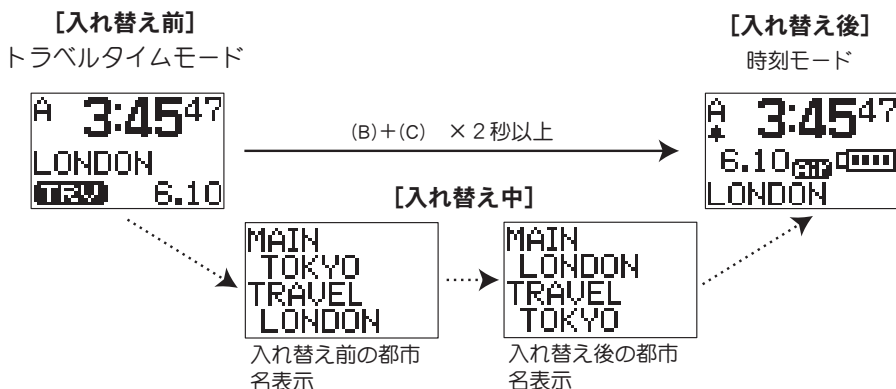 [入れ替え前]
トラベルタイムモード
A 3:45 47
LONDON
TRV 6.10
(B)+(C) ×2秒以上
[入れ替え後]
時刻モード
A 3:45 47
6.10
LONDON
[入れ替え中]
MAIN
TOKYO
TRAVEL
LONDON
入れ替え前の都市
名表示
MAIN
LONDON
TRAVEL
TOKYO
入れ替え後の都市
名表示